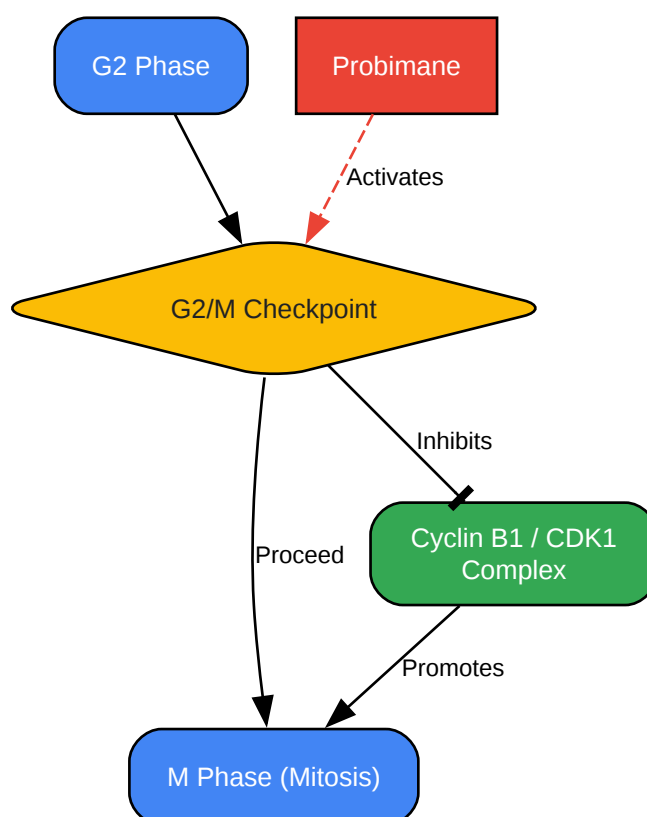 G2 Phase
Probimane
Activates
G2/M Checkpoint
Inhibits
Cyclin B1 / CDK1
Complex
Proceed
Promotes
M Phase (Mitosis)